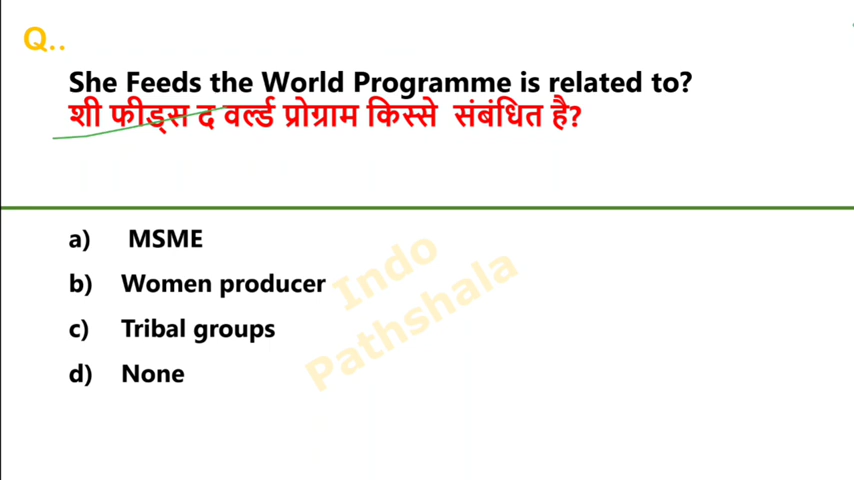 Q..
She Feeds the World Programme is related to?
शी फीड्स द वर्ल्ड प्रोग्राम किस्से संबंधित है?
a) MSME
b) Women producer
c) Tribal groups
d) None
Indo
Pathshala